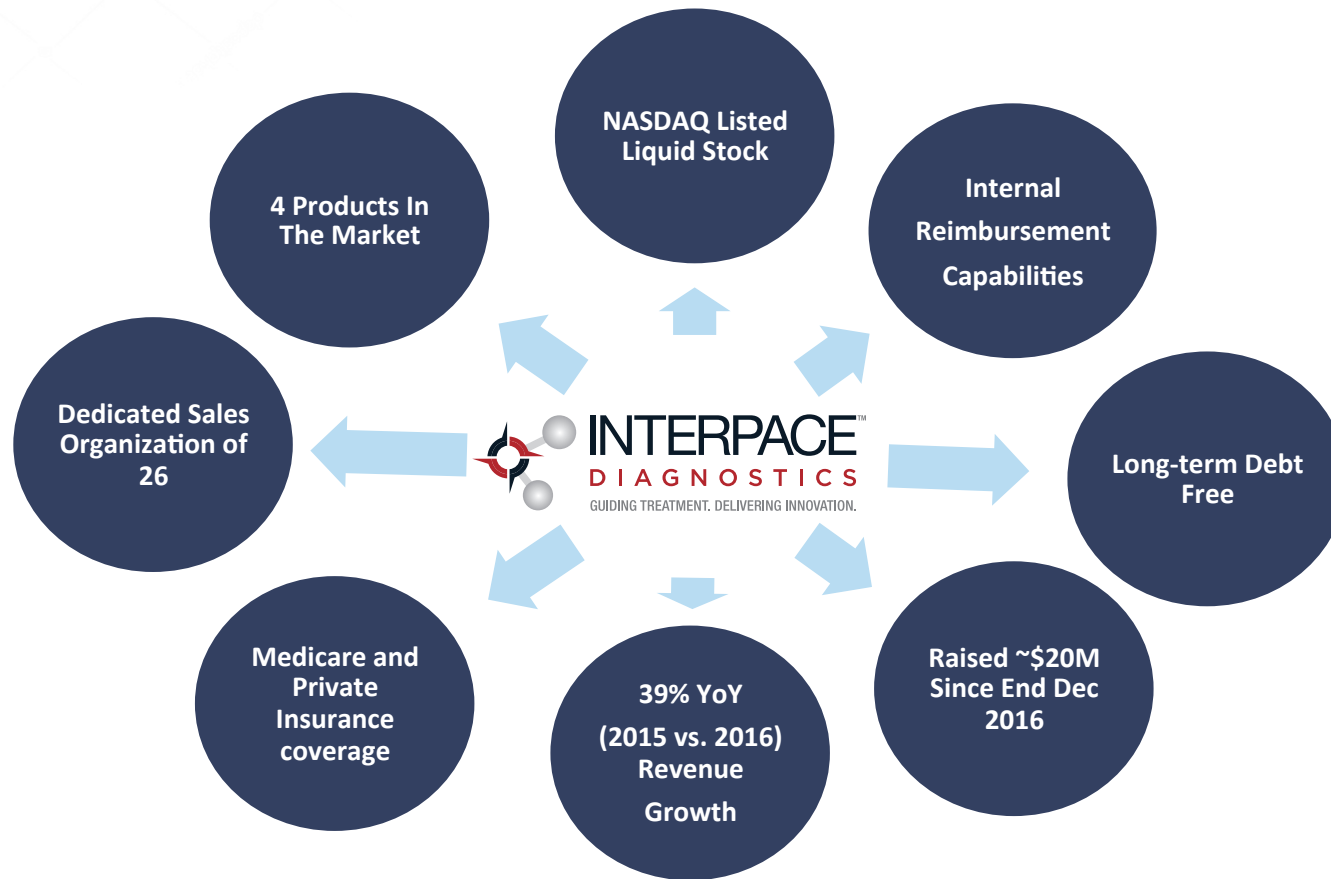 NASDAQ Listed
Liquid Stock
4 Products In
The Market
Internal
Reimbursement
Capabilities
Dedicated Sales
Organization of
26
INTERPACE™
DIAGNOSTICS
GUIDING TREATMENT. DELIVERING INNOVATION.
Long-term Debt
Free
Medicare and
Private
Insurance
coverage
39% YoY
(2015 vs. 2016)
Revenue
Growth
Raised ~$20M
Since End Dec
2016